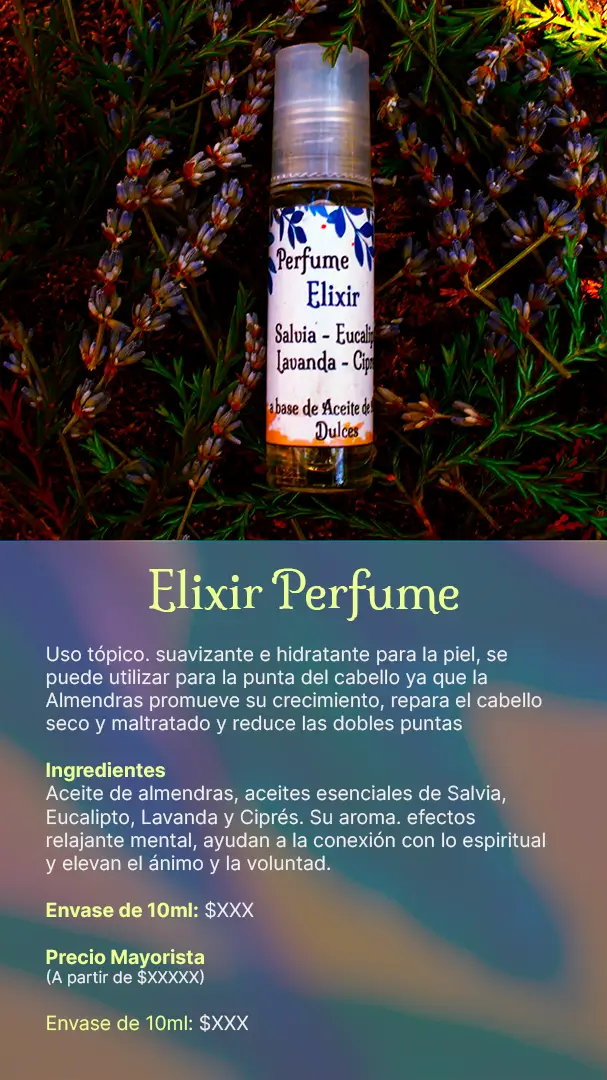 Perfume
Elixir
Salvia -
Lavanda -
a base de Aceite de
Dulces
Elixir Perfume
Uso tópico. suavizante e hidratante para la piel, se
puede utilizar para la punta del cabello ya que la
Almendras promueve su crecimiento, repara el cabello
seco y maltratado y reduce las dobles puntas
Ingredientes
Aceite de almendras, aceites esenciales de Salvia,
Eucalipto, Lavanda y Ciprés. Su aroma. efectos
relajante mental, ayudan a la conexión con lo espiritual
y elevan el ánimo y la voluntad.
Envase de 10ml: $XXX
Precio Mayorista
(A partir de $XXXXX)
Envase de 10ml: $XXX